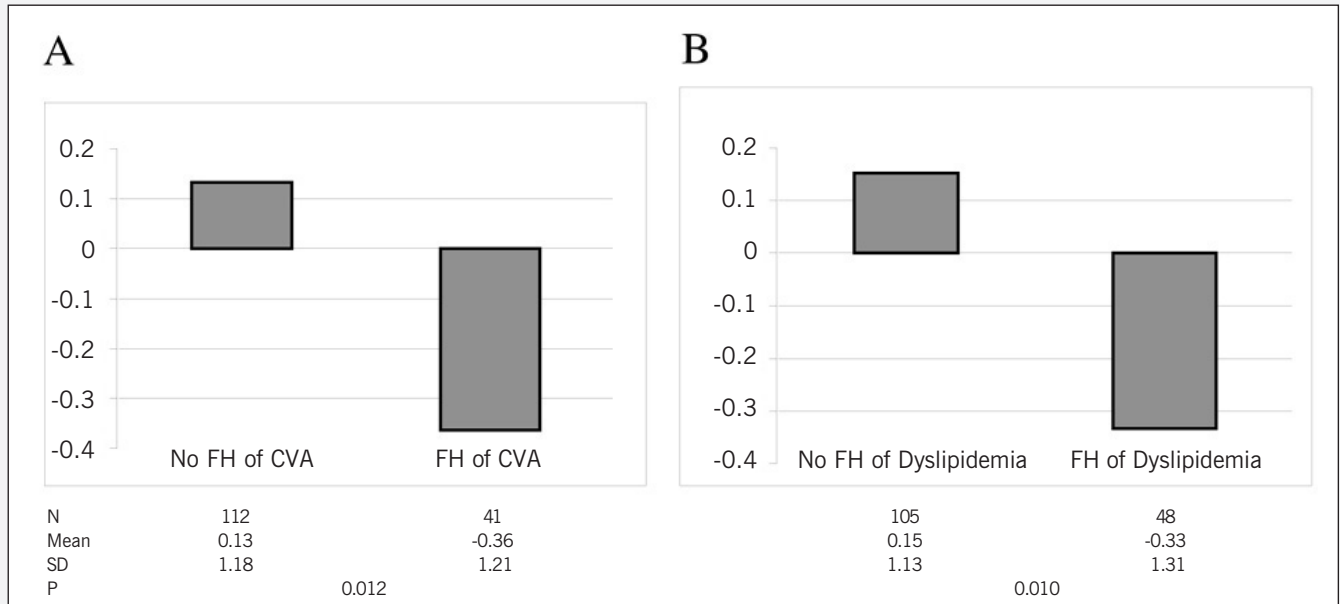 A
0.2
0.1
0
-0.1
-0.2
-0.3
-0.4
No FH of CVA FH of CVA
N 112 41
Mean 0.13 -0.36
SD 1.18 1.21
P 0.012
B
0.2
0.1
0
-0.1
-0.2
-0.3
-0.4
No FH of Dyslipidemia FH of Dyslipidemia
105 48
0.15 -0.33
1.13 1.31
0.010